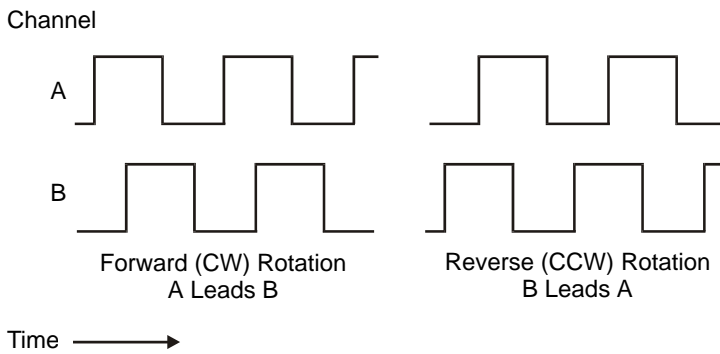 Channel
A
B
Forward (CW) Rotation
A Leads B
Reverse (CCW) Rotation
B Leads A
Time